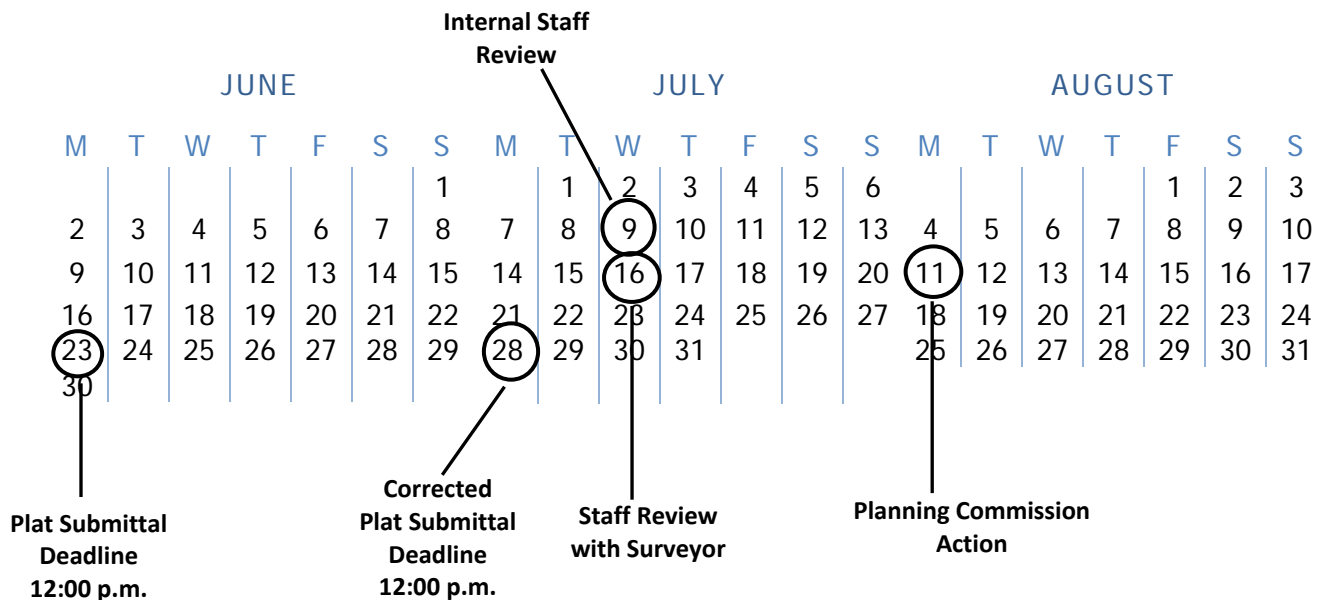 Internal Staff
Review
JUNE JULY AUGUST
M T W T F S S M T W T F S S M T W T F S S
1 1 2 3 4 5 6 1 2 3
2 3 4 5 6 7 8 7 8 9 10 11 12 13 4 5 6 7 8 9 10
9 10 11 12 13 14 15 14 15 16 17 18 19 20 11 12 13 14 15 16 17
16 17 18 19 20 21 22 21 22 23 24 25 26 27 18 19 20 21 22 23 24
23 24 25 26 27 28 29 28 29 30 31 25 26 27 28 29 30 31
30
Plat Submittal
Deadline
12:00 p.m.
Corrected
Plat Submittal
Deadline
12:00 p.m.
Staff Review
with Surveyor
Planning Commission
Action